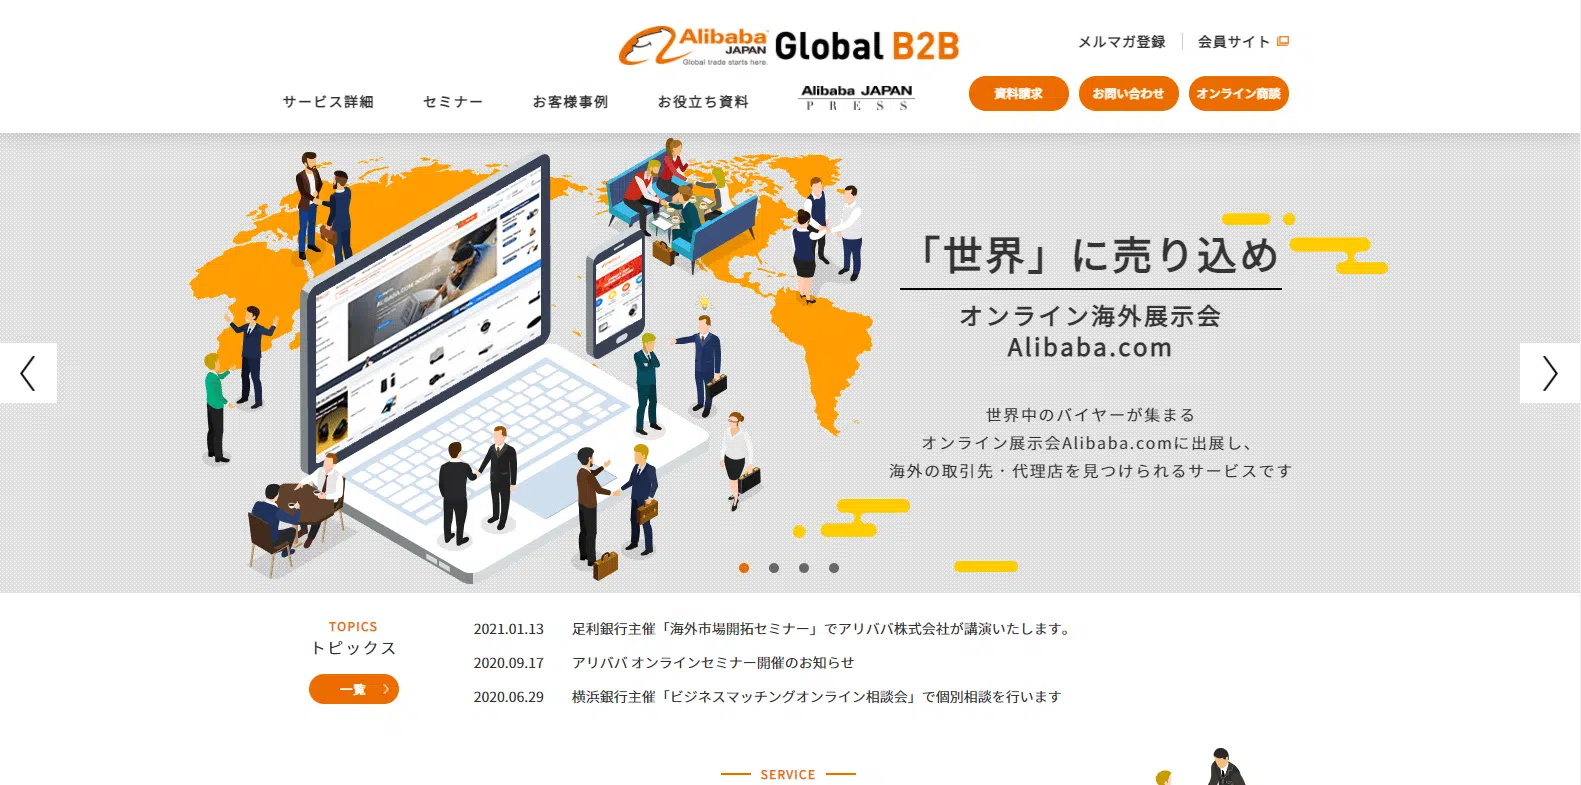 Alibaba JAPAN Global B2B
Global trade starts here.
メルマガ登録
会員サイト
サービス詳細
セミナー
お客様事例
お役立ち資料
Alibaba JAPAN
PRESS
資料請求
お問い合わせ
オンライン商談
「世界」に売り込め
オンライン海外展示会
Alibaba.com
世界中のバイヤーが集まる
オンライン展示会Alibaba.comに出展し、
海外の取引先・代理店を見つけられるサービスです
TOPICS
トピックス
一覧
2021.01.13 足利銀行主催「海外市場開拓セミナー」でアリババ株式会社が講演いたします。
2020.09.17 アリババ オンラインセミナー開催のお知らせ
2020.06.29 横浜銀行主催「ビジネスマッチングオンライン相談会」で個別相談を行います
SERVICE